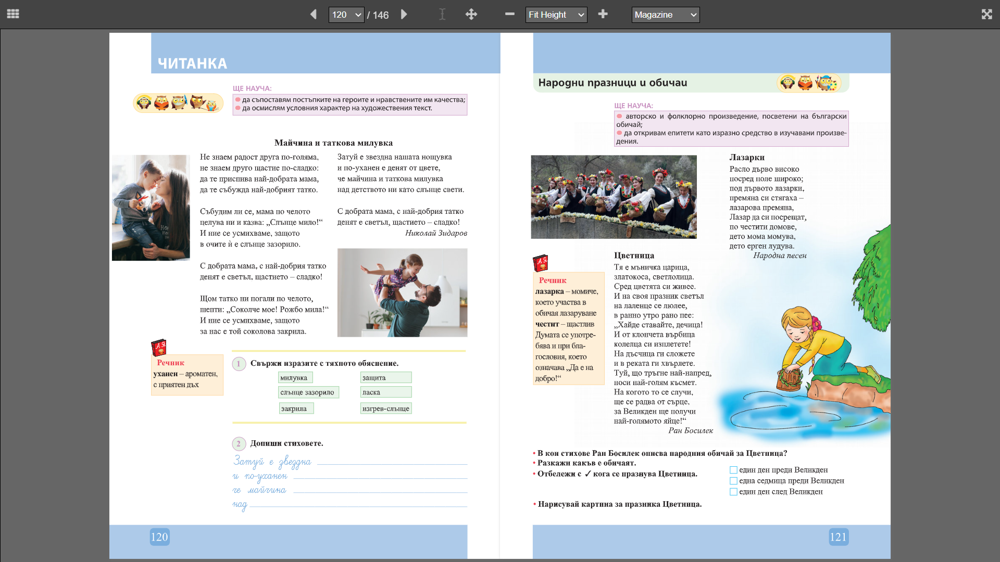 120 / 146 Fit Height Magazine
ЧИТАНКА
ЩЕ НАУЧА:
● да съпоставям постъпките на героите и нравствените им качества;
● да осмислям условния характер на художествения текст.
Майчина и таткова милувка
Не знаем радост друга по-голяма,
не знаем друго щастие по-сладко:
да те приспива най-добрата мама,
да те събужда най-добрият татко.
Събудим ли се, мама по челото
целува ни и казва: „Слънце мило!“
И ние се усмихваме, защото
в очите ѝ е слънце зазорило.
С добрата мама, с най-добрия татко
денят е светъл, щастието – сладко!
Щом татко ни погали по челото,
шепти: „Соколче мое! Рожбо мила!“
И ние се усмихваме, защото
за нас е той соколова закрила.
Затуй е звездна нашата нощувка
и по-уханен е денят от цвете,
че майчина и таткова милувка
над детството ни като слънце свети.
С добрата мама, с най-добрия татко
денят е светъл, щастието – сладко!
Николай Зидаров
А Я
Речник
уханен – ароматен,
с приятен дъх
1 Свържи изразите с тяхното обяснение.
милувка защита
слънце зазорило ласка
закрила изгрев-слънце
2 Допиши стиховете.
Затуй е звездна
и по-уханен
че майчина
над
120
Народни празници и обичаи
ЩЕ НАУЧА:
● авторско и фолклорно произведение, посветени на български
обичай;
● да откривам епитети като изразно средство в изучавани произве-
дения.
Лазарки
Расло дърво високо
посред поле широко;
под дървото лазарки,
премяна си стягаха –
лазарова премяна,
Лазар да си посрещат,
по честити домове,
дето мома момува,
дето ерген лудува.
Народна песен
А Я
Речник
лазарка – момиче,
което участва в
обичая лазаруване
честит – щастлив
Думата се употре-
бява и при бла-
гословия, което
означава „Да е на
добро!“
Цветница
Тя е мъничка царица,
златокоса, светлолица.
Сред цветята си живее.
И на своя празник светъл
на лаленце се люлее,
в ранно утро рано пее:
„Хайде ставайте, дечица!
И от клончета върбица
колелца си изплетете!
На дъсчица ги сложете
и в реката ги хвърлете.
Туй, що тръгне най-напред,
носи най-голям късмет.
На когото то се случи,
ще се радва от сърце,
за Великден ще получи
най-голямото яйце!“
Ран Босилек
• В кои стихове Ран Босилек описва народния обичай за Цветница?
• Разкажи какъв е обичаят.
• Отбележи с ✓ кога се празнува Цветница.
один ден преди Великден
една седмица преди Великден
един ден след Великден
• Нарисувай картина за празника Цветница.
121